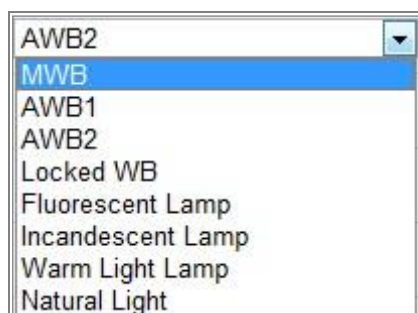 AWB2
MWB
AWB1
AWB2
Locked WB
Fluorescent Lamp
Incandescent Lamp
Warm Light Lamp
Natural Light